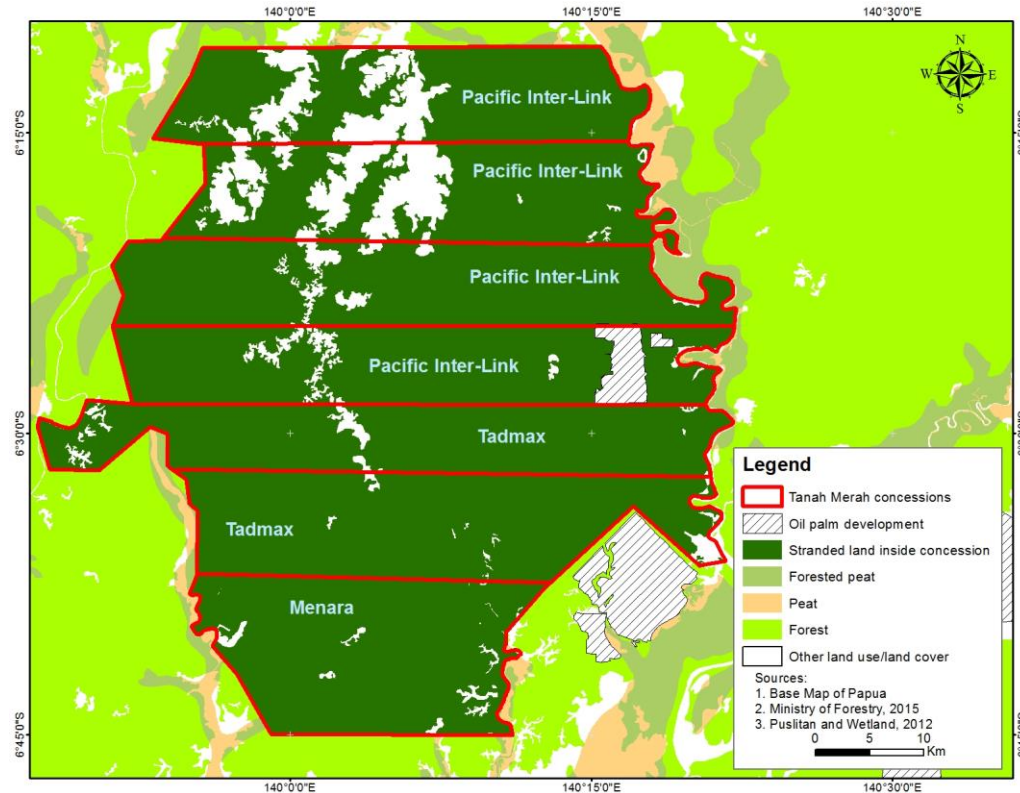 140°0'0"E
140°15'0"E
140°30'0"E
N
W
E
S
Pacific Inter-Link
6°15'0"S
Pacific Inter-Link
Pacific Inter-Link
Pacific Inter-Link
6°30'0"S
Tadmax
Tadmax
Menara
6°45'0"S
Legend
Tanah Merah concessions
Oil palm development
Stranded land inside concession
Forested peat
Peat
Forest
Other land use/land cover
Sources:
1. Base Map of Papua
2. Ministry of Forestry, 2015
3. Puslitan and Wetland, 2012
0 5 10
Km
140°0'0"E
140°15'0"E
140°30'0"E